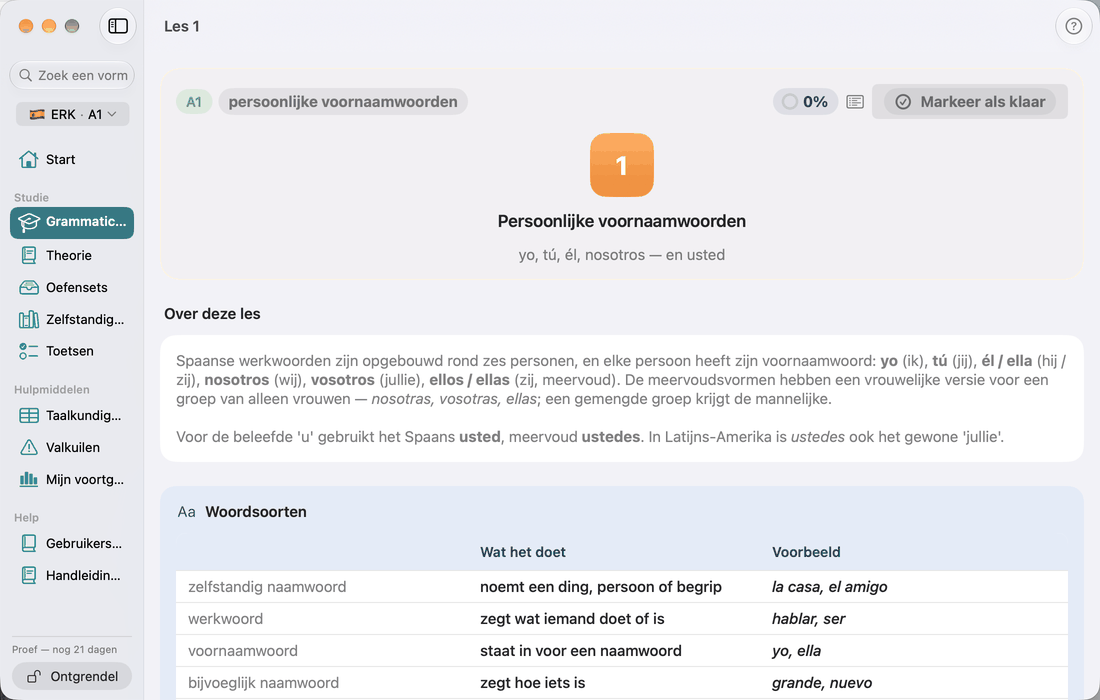 Les 1
?
Zoek een vorm
ERK · A1
Start
Studie
Grammatic...
Theorie
Oefensets
Zelfstandig...
Toetsen
Hulpmiddelen
Taalkundig...
Valkuilen
Mijn voortg...
Help
Gebruikers...
Handleidin...
Proef — nog 21 dagen
Ontgrendel
A1 persoonlijke voornaamwoorden 0% Markeer als klaar
1
Persoonlijke voornaamwoorden
yo, tú, él, nosotros — en usted
Over deze les
Spaanse werkwoorden zijn opgebouwd rond zes personen, en elke persoon heeft zijn voornaamwoord: yo (ik), tú (jij), él / ella (hij /
zij), nosotros (wij), vosotros (jullie), ellos / ellas (zij, meervoud). De meervoudsvormen hebben een vrouwelijke versie voor een
groep van alleen vrouwen — nosotras, vosotras, ellas; een gemengde groep krijgt de mannelijke.
Voor de beleefde 'u' gebruikt het Spaans usted, meervoud ustedes. In Latijns-Amerika is ustedes ook het gewone 'jullie'.
Aa Woordsoorten
Wat het doet Voorbeeld
zelfstandig naamwoord noemt een ding, persoon of begrip la casa, el amigo
werkwoord zegt wat iemand doet of is hablar, ser
voornaamwoord staat in voor een naamwoord yo, ella
bijvoeglijk naamwoord zegt hoe iets is grande, nuevo